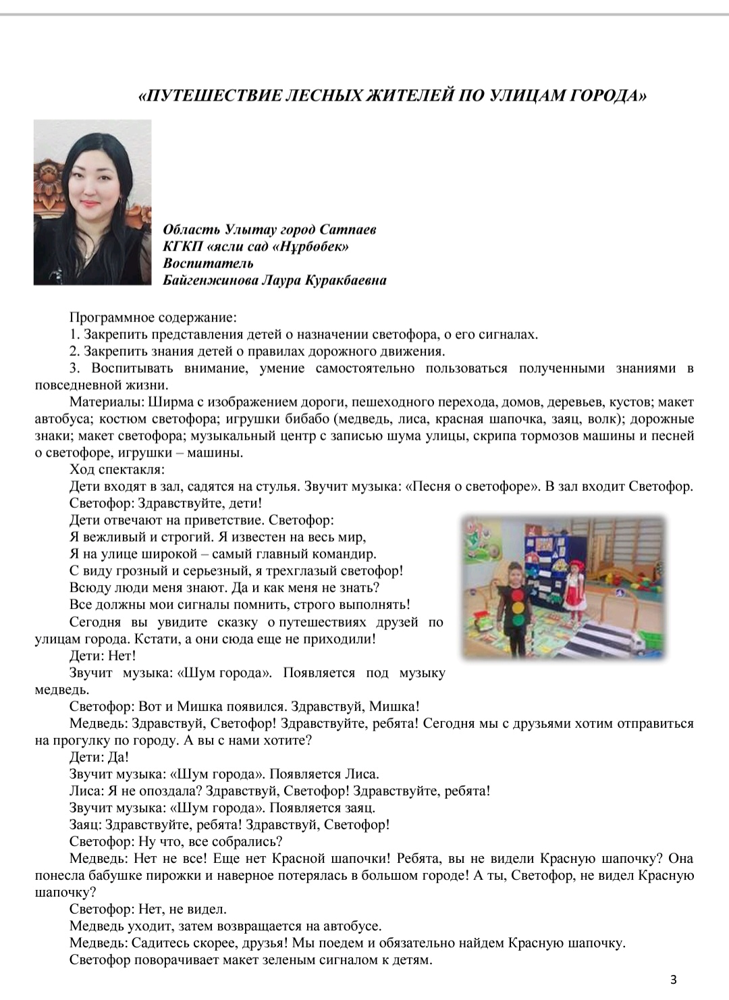 «ПУТЕШЕСТВИЕ ЛЕСНЫХ ЖИТЕЛЕЙ ПО УЛИЦАМ ГОРОДА»
Область Улытау город Сатпаев
КГКП «ясли сад «Нұрбөбек»
Воспитатель
Байгенжинова Лаура Куракбаевна
Программное содержание:
1. Закрепить представления детей о назначении светофора, о его сигналах.
2. Закрепить знания детей о правилах дорожного движения.
3. Воспитывать внимание, умение самостоятельно пользоваться полученными знаниями в
повседневной жизни.
Материалы: Ширма с изображением дороги, пешеходного перехода, домов, деревьев, кустов; макет
автобуса; костюм светофора; игрушки бибабо (медведь, лиса, красная шапочка, заяц, волк); дорожные
знаки; макет светофора; музыкальный центр с записью шума улицы, скрипа тормозов машины и песней
о светофоре, игрушки – машины.
Ход спектакля:
Дети входят в зал, садятся на стулья. Звучит музыка: «Песня о светофоре». В зал входит Светофор.
Светофор: Здравствуйте, дети!
Дети отвечают на приветствие. Светофор:
Я вежливый и строгий. Я известен на весь мир,
Я на улице широкой – самый главный командир.
С виду грозный и серьезный, я трехглазый светофор!
Всюду люди меня знают. Да и как меня не знать?
Все должны мои сигналы помнить, строго выполнять!
Сегодня вы увидите сказку о путешествиях друзей по
улицам города. Кстати, а они сюда еще не приходили!
Дети: Нет!
Звучит музыка: «Шум города». Появляется под музыку
медведь.
Светофор: Вот и Мишка появился. Здравствуй, Мишка!
Медведь: Здравствуй, Светофор! Здравствуйте, ребята! Сегодня мы с друзьями хотим отправиться
на прогулку по городу. А вы с нами хотите?
Дети: Да!
Звучит музыка: «Шум города». Появляется Лиса.
Лиса: Я не опоздала? Здравствуй, Светофор! Здравствуйте, ребята!
Звучит музыка: «Шум города». Появляется заяц.
Заяц: Здравствуйте, ребята! Здравствуй, Светофор!
Светофор: Ну что, все собрались?
Медведь: Нет не все! Еще нет Красной шапочки! Ребята, вы не видели Красную шапочку? Она
понесла бабушке пирожки и наверное потерялась в большом городе! А ты, Светофор, не видел Красную
шапочку?
Светофор: Нет, не видел.
Медведь уходит, затем возвращается на автобусе.
Медведь: Садитесь скорее, друзья! Мы поедем и обязательно найдем Красную шапочку.
Светофор поворачивает макет зеленым сигналом к детям.
3